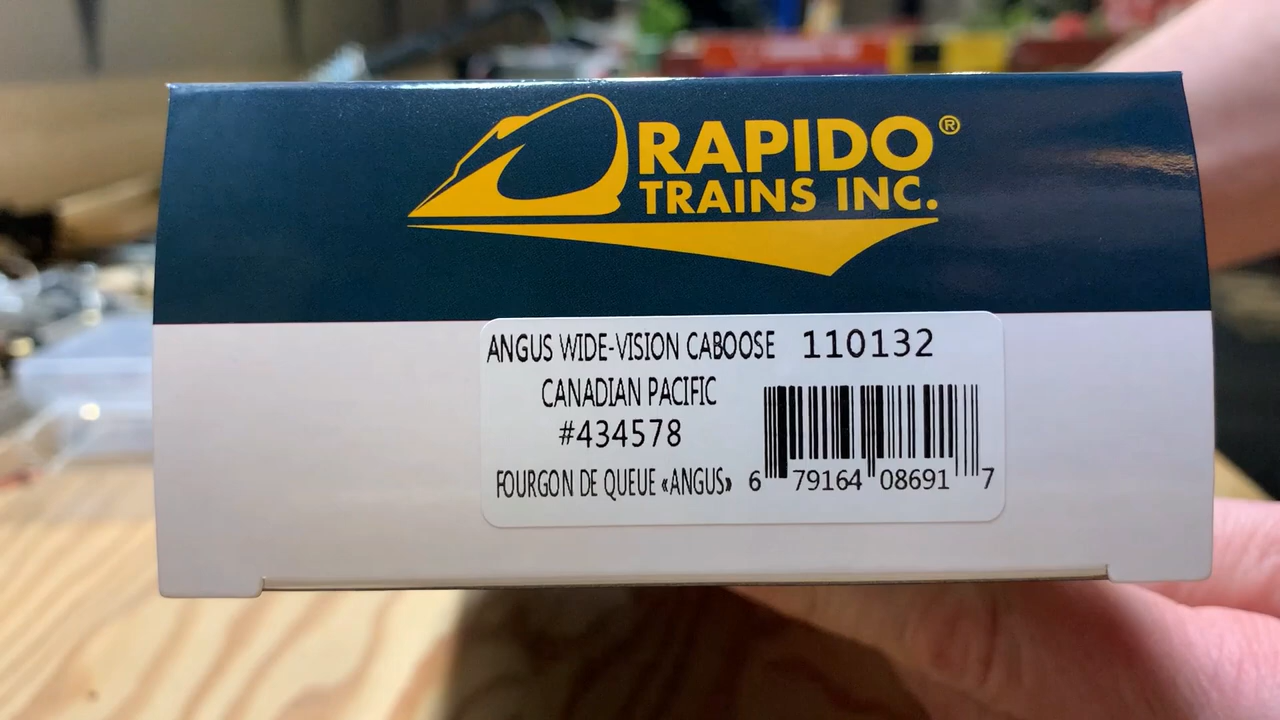 RAPIDO®
TRAINS INC.
ANGUS WIDE-VISION CABOOSE 110132
CANADIAN PACIFIC
#434578
FOURGON DE QUEUE «ANGUS»
6 79164 08691 7